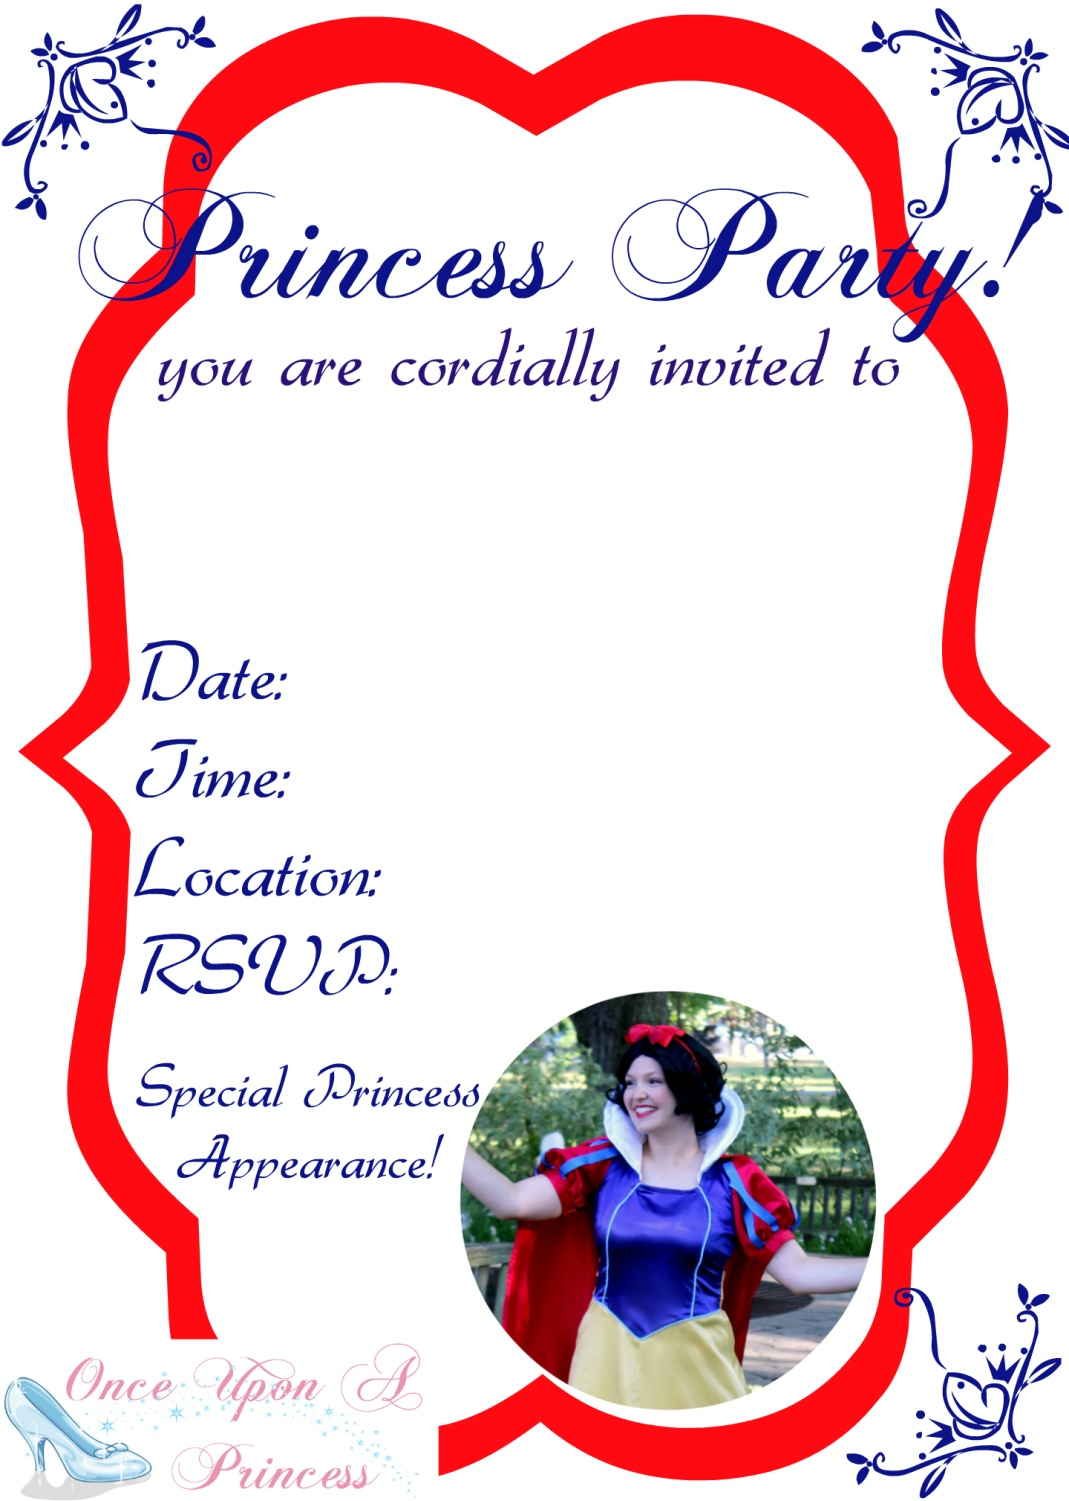 Princess Party!
you are cordially invited to
Date:
Time:
Location:
RSVP:
Special Princess
Appearance!
Once Upon A
Princess